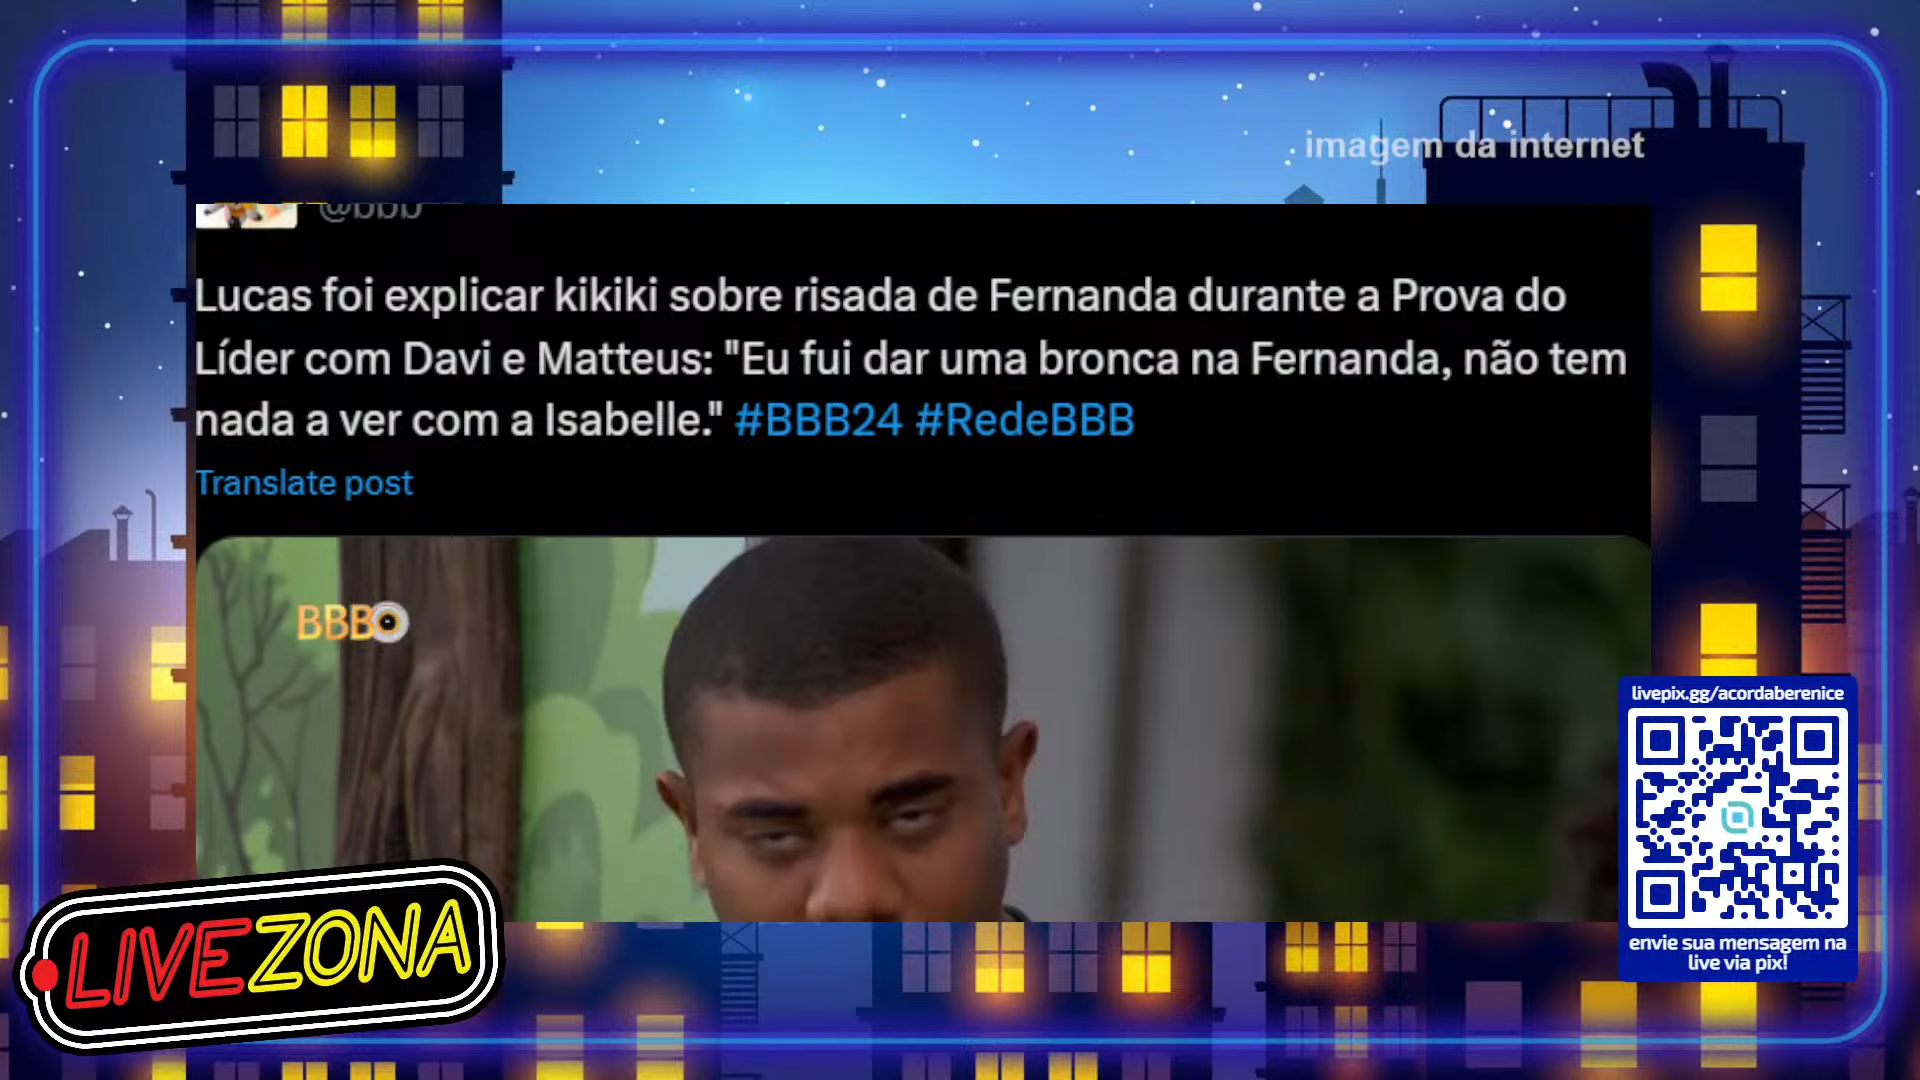 imagem da internet
@bbb
Lucas foi explicar kikiki sobre risada de Fernanda durante a Prova do
Líder com Davi e Matteus: "Eu fui dar uma bronca na Fernanda, não tem
nada a ver com a Isabelle." #BBB24 #RedeBBB
Translate post
BBB
livepix.gg/acordaberenice
envie sua mensagem na
live via pix!
LIVEZONA